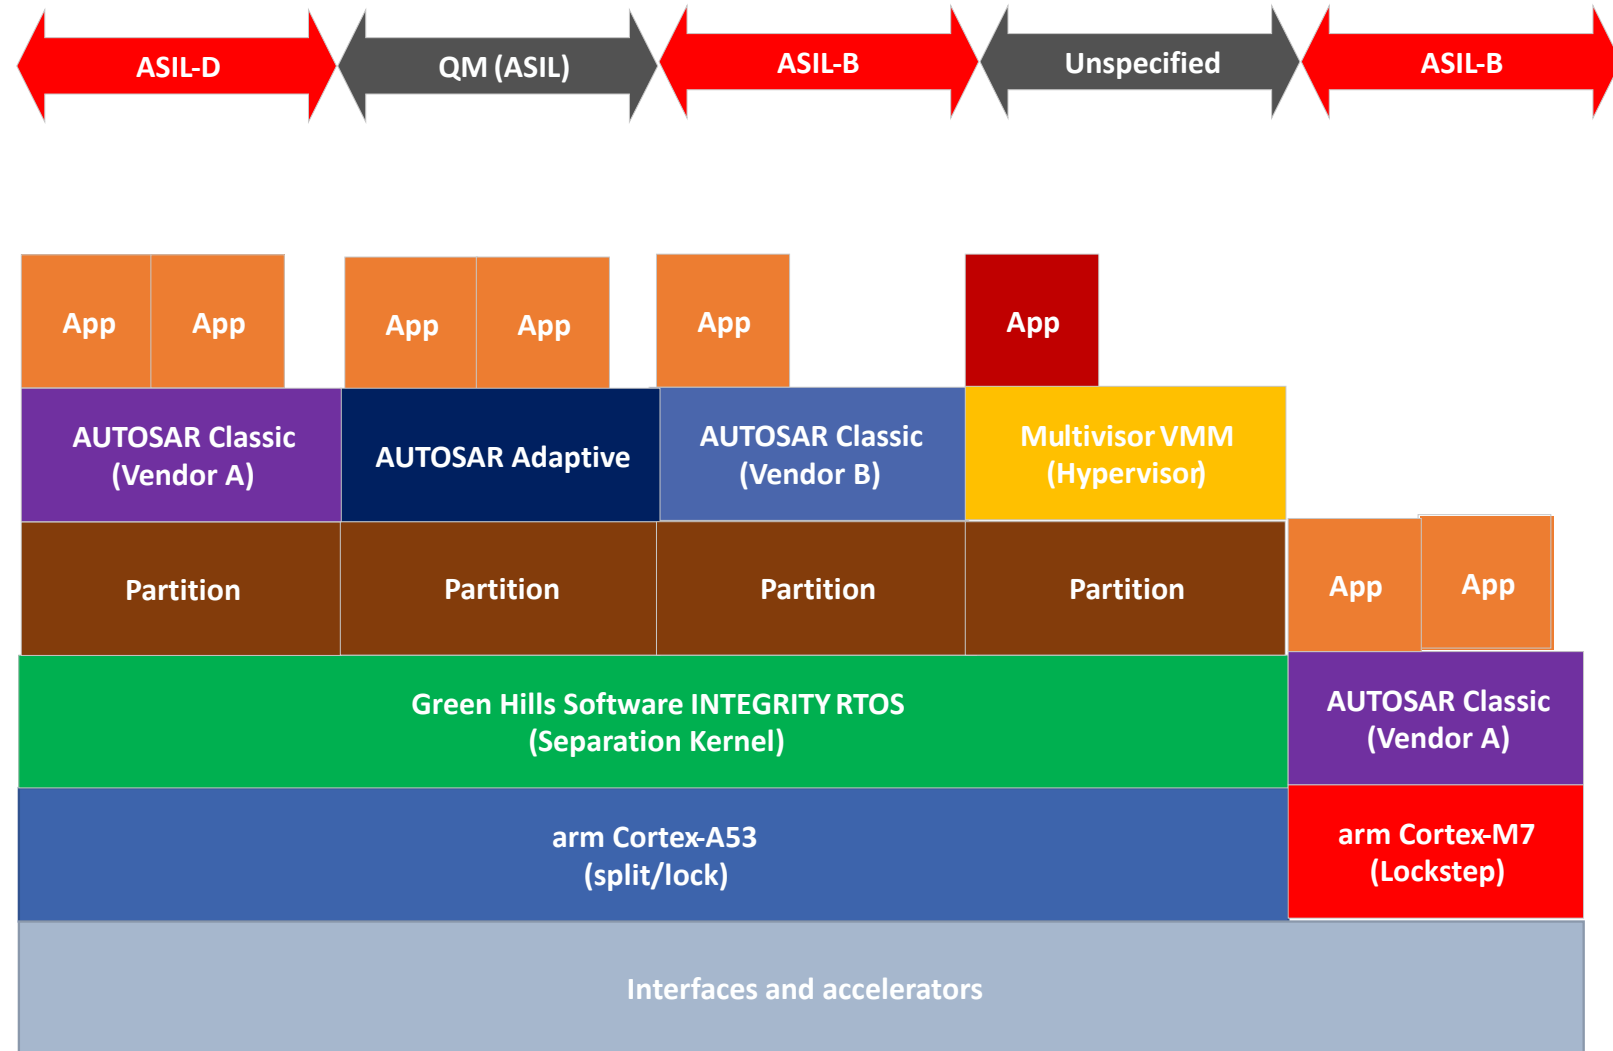 ASIL-D
QM (ASIL)
ASIL-B
Unspecified
ASIL-B
App
App
App
App
App
App
AUTOSAR Classic
(Vendor A)
AUTOSAR Adaptive
AUTOSAR Classic
(Vendor B)
Multivisor VMM
(Hypervisor)
Partition
Partition
Partition
Partition
App
App
Green Hills Software INTEGRITY RTOS
(Separation Kernel)
AUTOSAR Classic
(Vendor A)
arm Cortex-A53
(split/lock)
arm Cortex-M7
(Lockstep)
Interfaces and accelerators